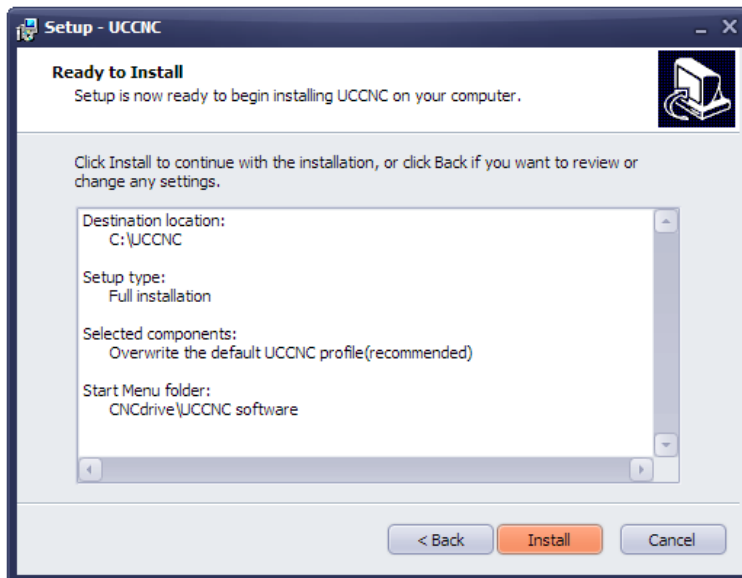 Setup - UCCNC
Ready to Install
Setup is now ready to begin installing UCCNC on your computer.
Click Install to continue with the installation, or click Back if you want to review or
change any settings.
Destination location:
C:\UCCNC
Setup type:
Full installation
Selected components:
Overwrite the default UCCNC profile(recommended)
Start Menu folder:
CNCdrive\UCCNC software
< Back
Install
Cancel